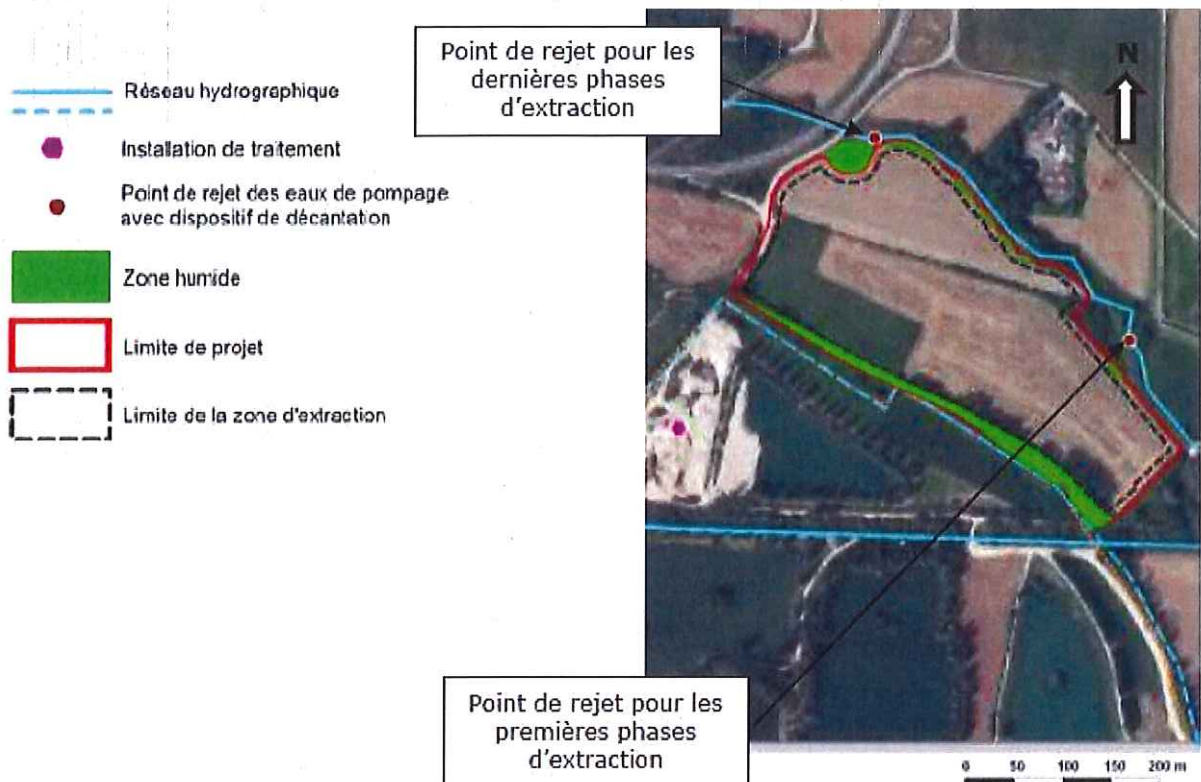 Point de rejet pour les
dernières phases
d'extraction
Réseau hydrographique
Installation de traitement
Point de rejet des eaux de pompage
avec dispositif de décantation
Zone humide
Limite de projet
Limite de la zone d'extraction
N
Point de rejet pour les
premières phases
d'extraction
0 50 100 150 200 m